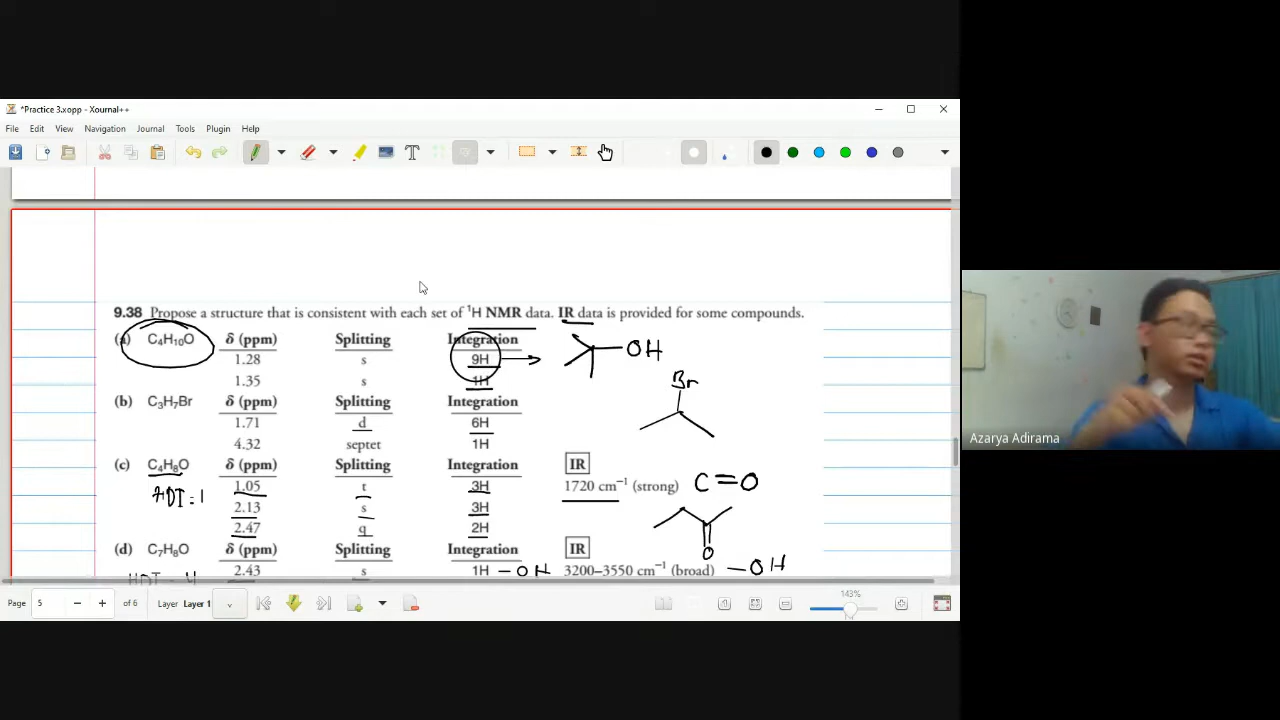 *Practice 3.xopp - Xournal++
File Edit View Navigation Journal Tools Plugin Help
9.38 Propose a structure that is consistent with each set of ¹H NMR data. IR data is provided for some compounds.
(a) C₄H₁₀O δ (ppm) Splitting Integration
1.28 s 9H OH
1.35 s 1H
Br
(b) C₃H₇Br δ (ppm) Splitting Integration
1.71 d 6H
4.32 septet 1H
(c) C₄H₈O δ (ppm) Splitting Integration IR
HDI = 1 1.05 t 3H 1720 cm⁻¹ (strong) C=O
2.13 s 3H
2.47 q 2H
O
(d) C₇H₈O δ (ppm) Splitting Integration IR
HDI = 4 2.43 s 1H -OH 3200–3550 cm⁻¹ (broad) -OH
Page 5 of 6 Layer Layer 1 143%
Azarya Adirama